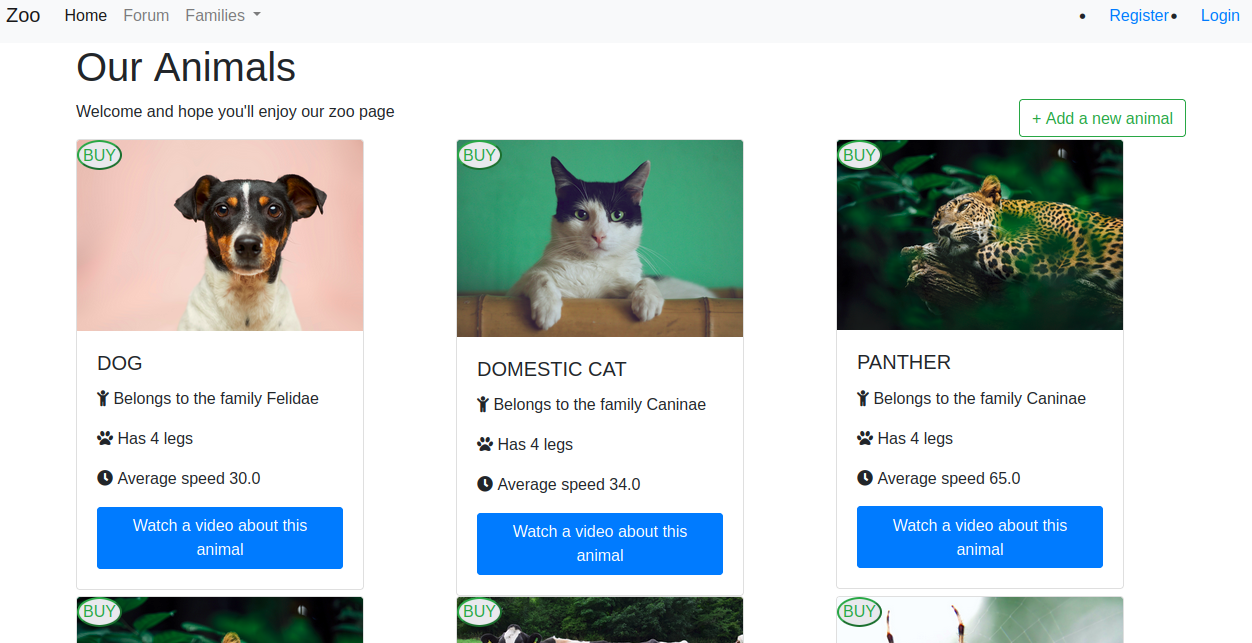 Zoo Home Forum Families Register Login
Our Animals
Welcome and hope you'll enjoy our zoo page
+ Add a new animal
BUY
DOG
Belongs to the family Felidae
Has 4 legs
Average speed 30.0
Watch a video about this
animal
BUY
DOMESTIC CAT
Belongs to the family Caninae
Has 4 legs
Average speed 34.0
Watch a video about this
animal
BUY
PANTHER
Belongs to the family Caninae
Has 4 legs
Average speed 65.0
Watch a video about this
animal
BUY
BUY
BUY